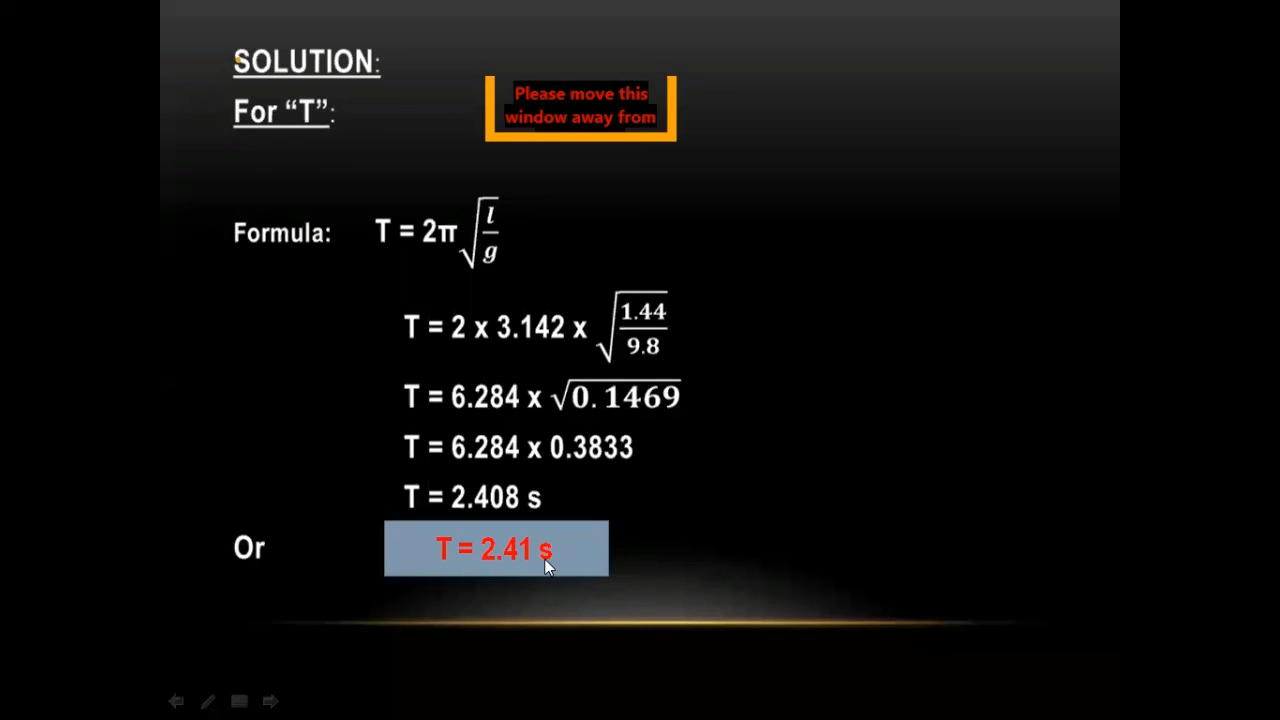 SOLUTION:
For “T”:
Please move this
window away from
Formula: T = 2π √(l/g)
T = 2 x 3.142 x √(1.44/9.8)
T = 6.284 x √0.1469
T = 6.284 x 0.3833
T = 2.408 s
Or T = 2.41 s